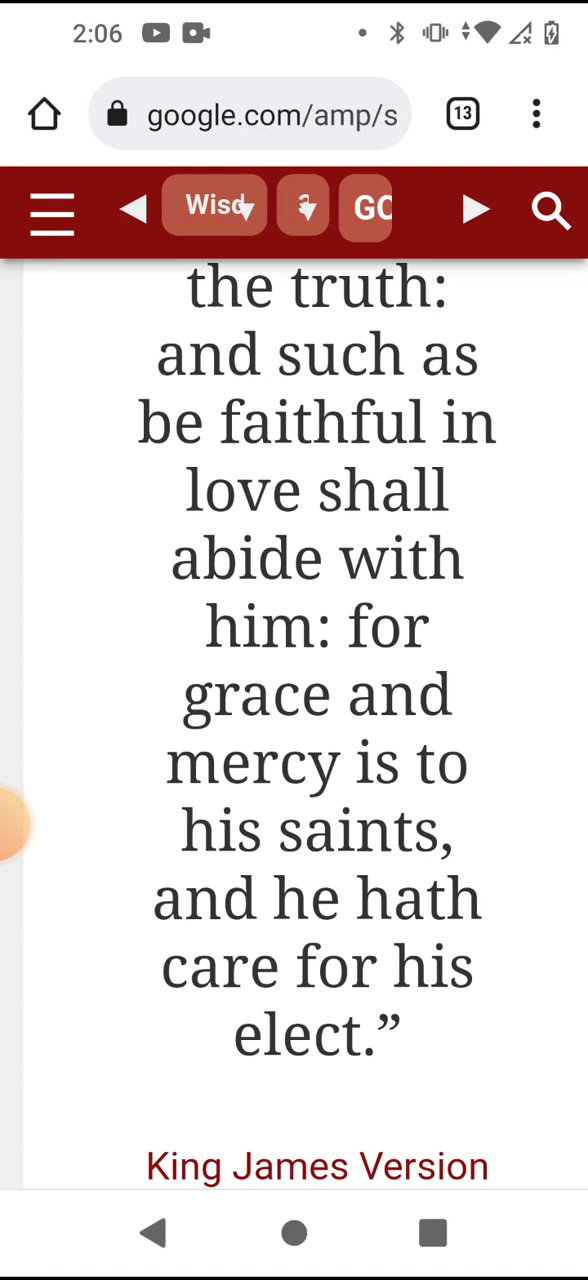 2:06
google.com/amp/s
13
Wisd
GO
the truth:
and such as
be faithful in
love shall
abide with
him: for
grace and
mercy is to
his saints,
and he hath
care for his
elect.”
King James Version